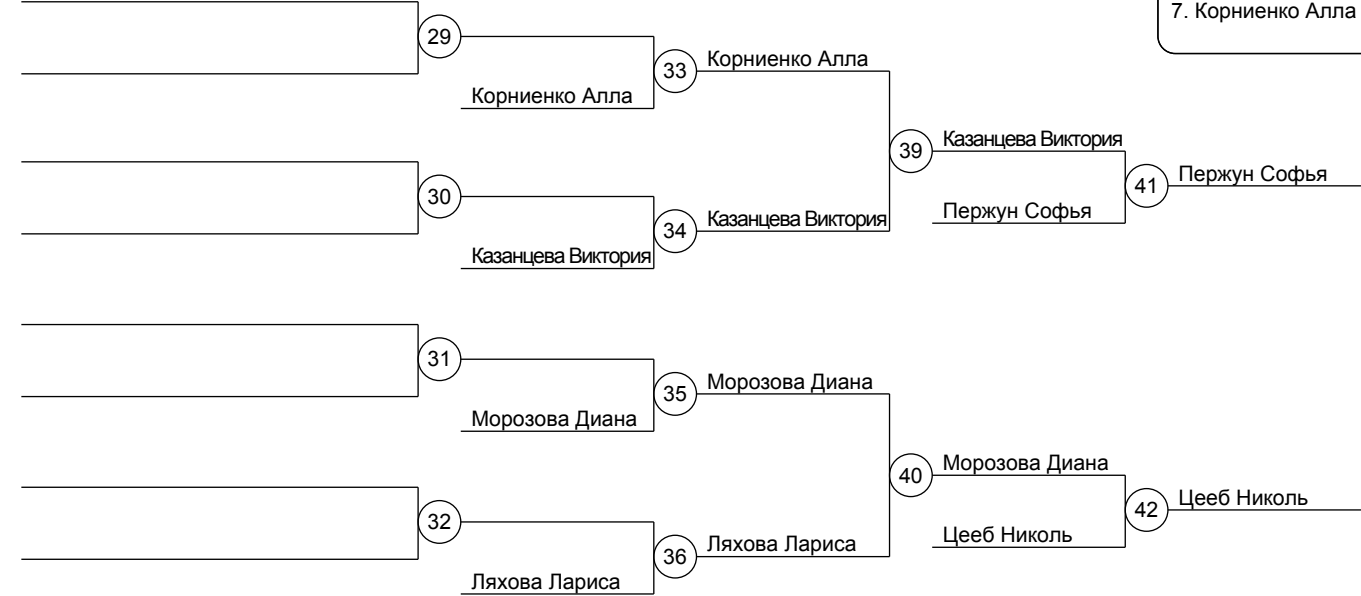 7. Корниенко Алла
29
33
Корниенко Алла
Корниенко Алла
39
Казанцева Виктория
41
Пержун Софья
30
34
Казанцева Виктория
Пержун Софья
Казанцева Виктория
31
35
Морозова Диана
Морозова Диана
40
Морозова Диана
42
Цееб Николь
32
36
Ляхова Лариса
Цееб Николь
Ляхова Лариса